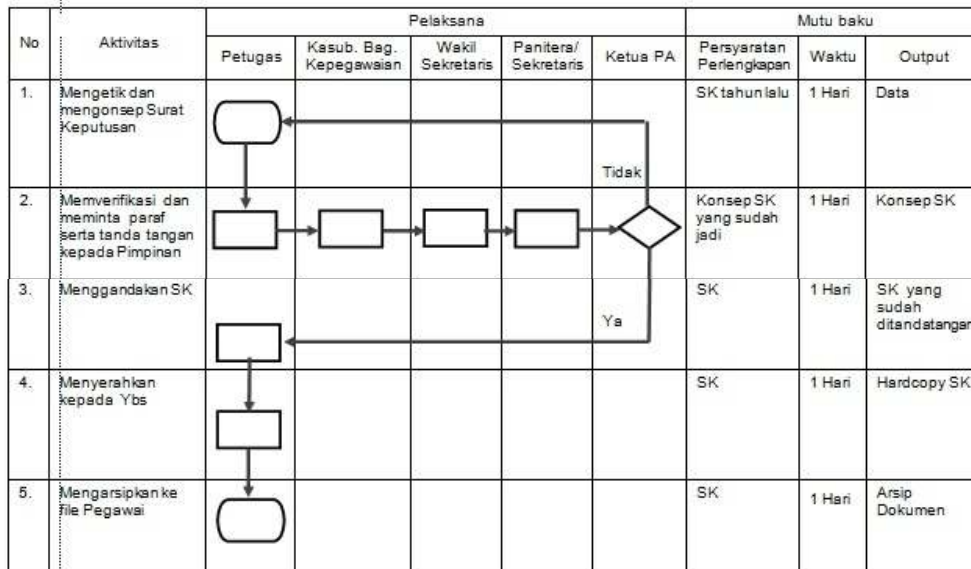 No
Aktivitas
Pelaksana
Mutu baku
Petugas
Kasub. Bag.
Kepegawaian
Wakil
Sekretaris
Panitera/
Sekretaris
Ketua PA
Persyaratan
Perlengkapan
Waktu
Output
1.
Mengetik dan
mengonsep Surat
Keputusan
SK tahun lalu
1 Hari
Data
Tidak
2.
Memverifikasi dan
meminta paraf
serta tanda tangan
kepada Pimpinan
Konsep SK
yang sudah
jadi
1 Hari
Konsep SK
3.
Menggandakan SK
Ya
SK
1 Hari
SK yang
sudah
ditandatangan
4.
Menyerahkan
kepada Ybs
SK
1 Hari
Hardcopy SK
5.
Mengarsipkan ke
file Pegawai
SK
1 Hari
Arsip
Dokumen